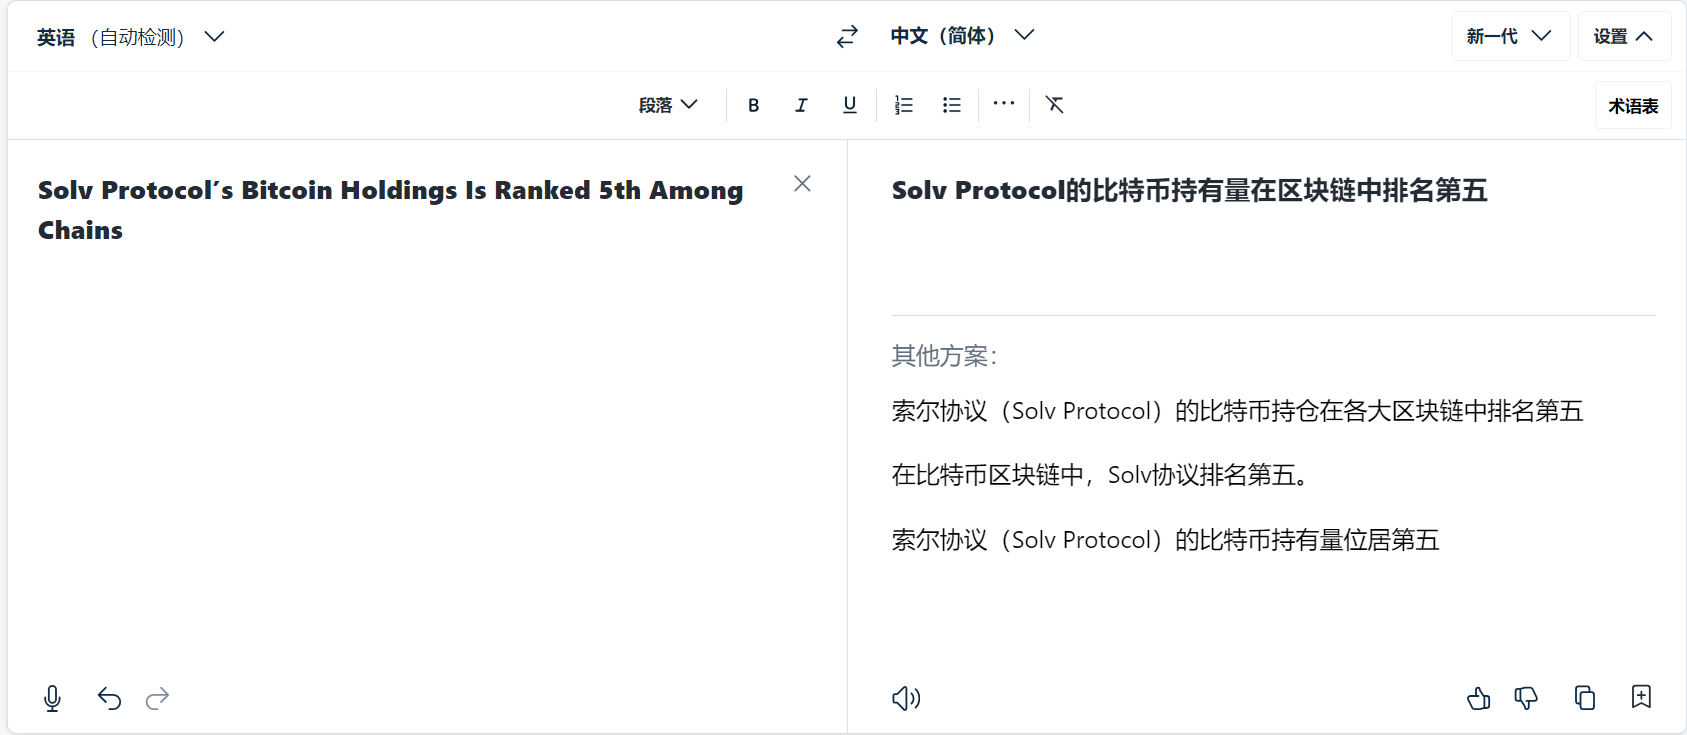 英语 (自动检测)
中文（简体）
新一代
设置
段落
B I U
术语表
Solv Protocol’s Bitcoin Holdings Is Ranked 5th Among
Chains
Solv Protocol的比特币持有量在区块链中排名第五
其他方案：
索尔协议（Solv Protocol）的比特币持仓在各大区块链中排名第五
在比特币区块链中，Solv协议排名第五。
索尔协议（Solv Protocol）的比特币持有量位居第五